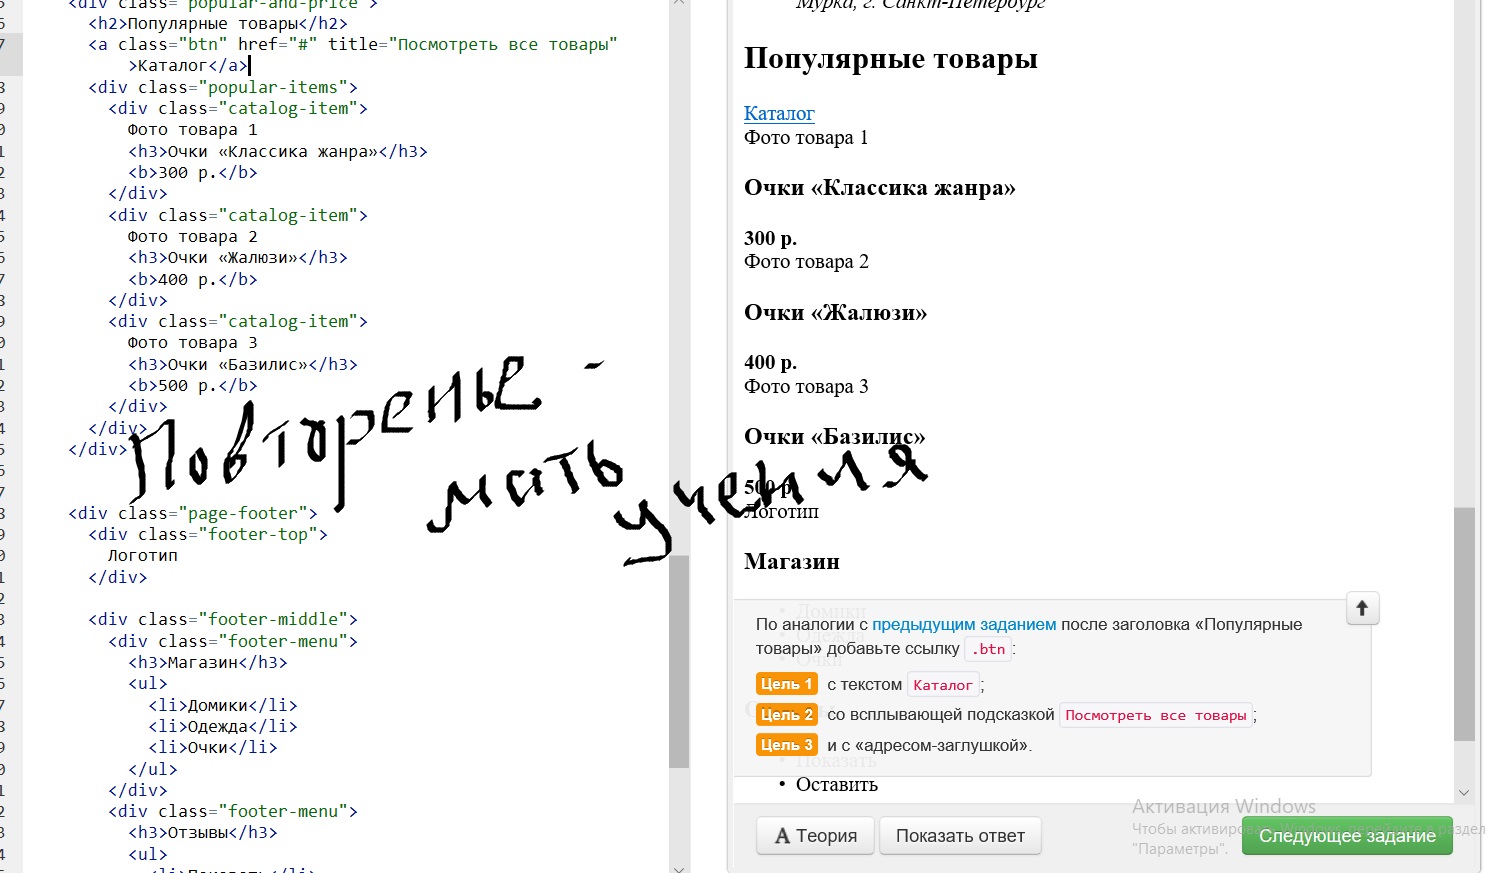 <div class="popular-and-price">
<h2>Популярные товары</h2>
<a class="btn" href="#" title="Посмотреть все товары"
>Каталог</a>
<div class="popular-items">
<div class="catalog-item">
Фото товара 1
<h3>Очки «Классика жанра»</h3>
<b>300 р.</b>
</div>
<div class="catalog-item">
Фото товара 2
<h3>Очки «Жалюзи»</h3>
<b>400 р.</b>
</div>
<div class="catalog-item">
Фото товара 3
<h3>Очки «Базилис»</h3>
<b>500 р.</b>
</div>
</div>
</div>
<div class="page-footer">
<div class="footer-top">
Логотип
</div>
<div class="footer-middle">
<div class="footer-menu">
<h3>Магазин</h3>
<ul>
<li>Домики</li>
<li>Одежда</li>
<li>Очки</li>
</ul>
</div>
<div class="footer-menu">
<h3>Отзывы</h3>
<ul>
Повторенье -
мать
учения
Мурка, г. Санкт-Петербург
Популярные товары
Каталог
Фото товара 1
Очки «Классика жанра»
300 р.
Фото товара 2
Очки «Жалюзи»
400 р.
Фото товара 3
Очки «Базилис»
500 р.
Логотип
Магазин
• Домики
• Одежда
• Очки
По аналогии с предыдущим заданием после заголовка «Популярные
товары» добавьте ссылку .btn:
Цель 1 с текстом Каталог;
Цель 2 со всплывающей подсказкой Посмотреть все товары;
Цель 3 и с «адресом-заглушкой».
• Показать
• Оставить
Активация Windows
Чтобы активировать Windows, перейдите в раздел
"Параметры".
A Теория
Показать ответ
Следующее задание